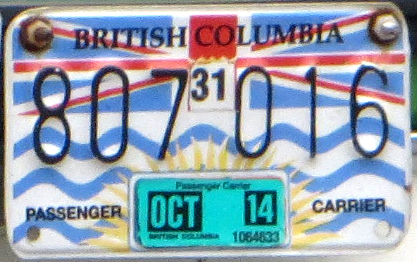 BRITISH COLUMBIA
807 31 016
Passenger Carrier
PASSENGER OCT 14 CARRIER
BRITISH COLUMBIA 1064633